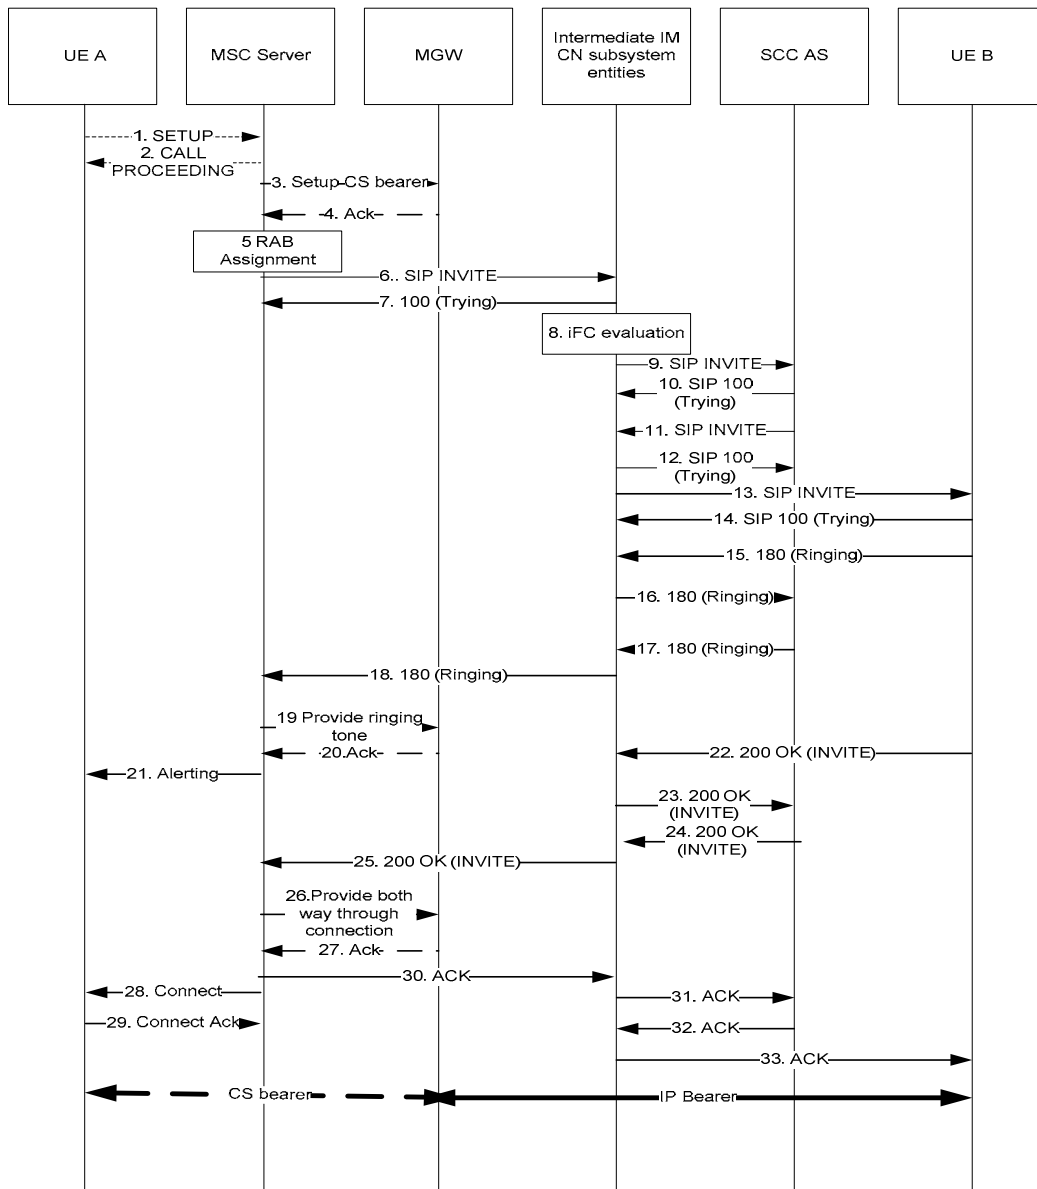 UE A
MSC Server
MGW
Intermediate IM
CN subsystem
entities
SCC AS
UE B
1. SETUP
2. CALL
PROCEEDING
3. Setup CS bearer
4. Ack
5 RAB
Assignment
6.. SIP INVITE
7. 100 (Trying)
8. iFC evaluation
9. SIP INVITE
10. SIP 100
(Trying)
11. SIP INVITE
12. SIP 100
(Trying)
13. SIP INVITE
14. SIP 100 (Trying)
15. 180 (Ringing)
16. 180 (Ringing)
17. 180 (Ringing)
18. 180 (Ringing)
19 Provide ringing
tone
20.Ack
22. 200 OK (INVITE)
21. Alerting
23. 200 OK
(INVITE)
24. 200 OK
(INVITE)
25. 200 OK (INVITE)
26.Provide both
way through
connection
27. Ack
30. ACK
28. Connect
31. ACK
29. Connect Ack
32. ACK
33. ACK
CS bearer
IP Bearer